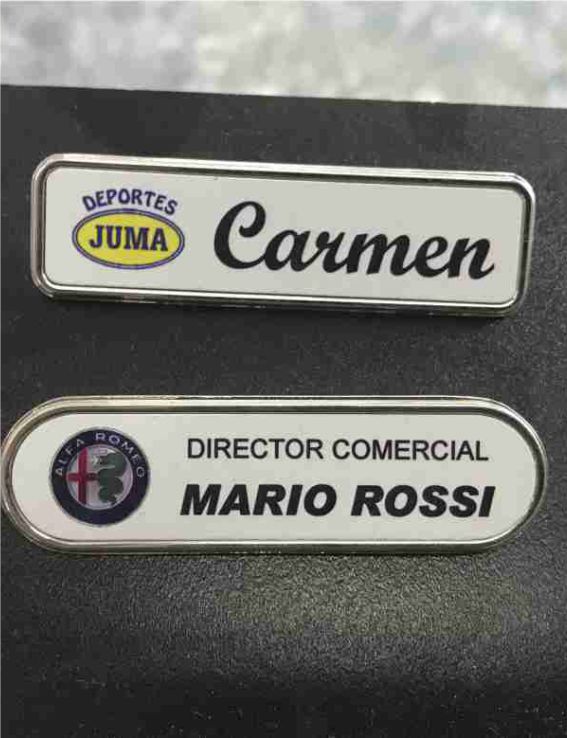 DEPORTES
JUMA
Carmen
ALFA ROMEO
DIRECTOR COMERCIAL
MARIO ROSSI